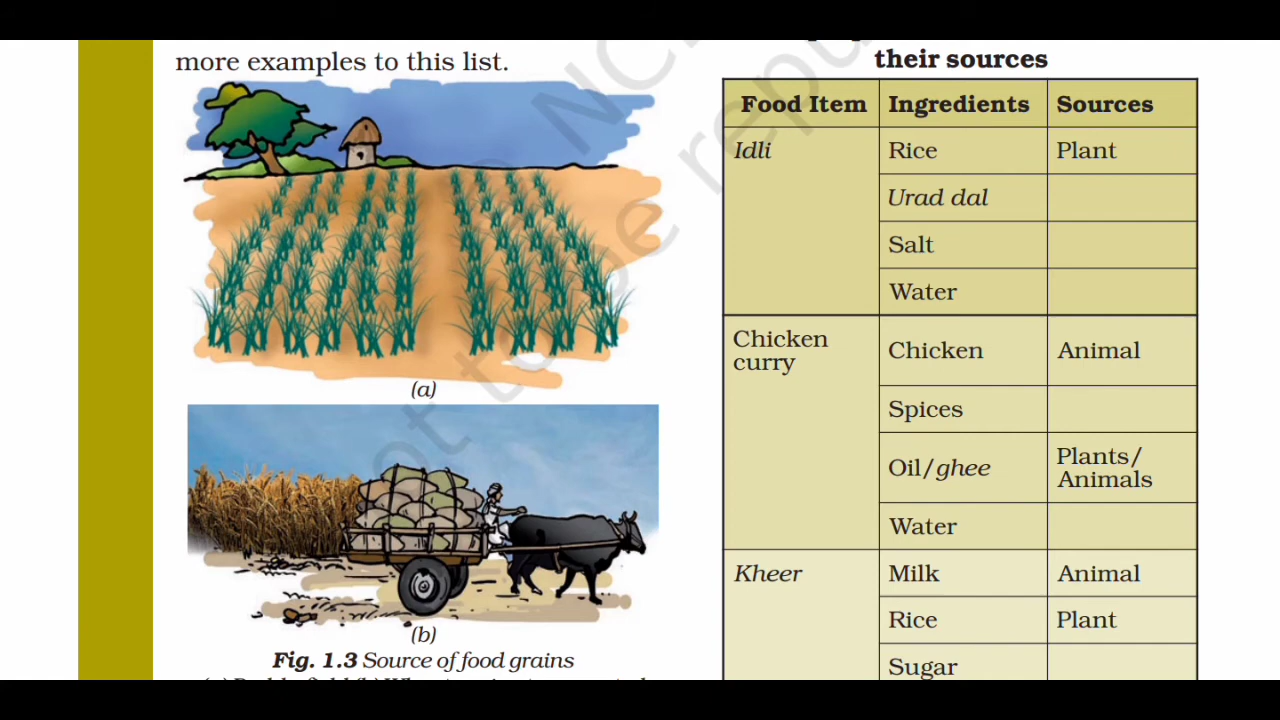 more examples to this list.
(a)
(b)
Fig. 1.3 Source of food grains
their sources
Food Item Ingredients Sources
Idli Rice Plant
Urad dal
Salt
Water
Chicken curry Chicken Animal
Spices
Oil/ghee Plants/ Animals
Water
Kheer Milk Animal
Rice Plant
Sugar